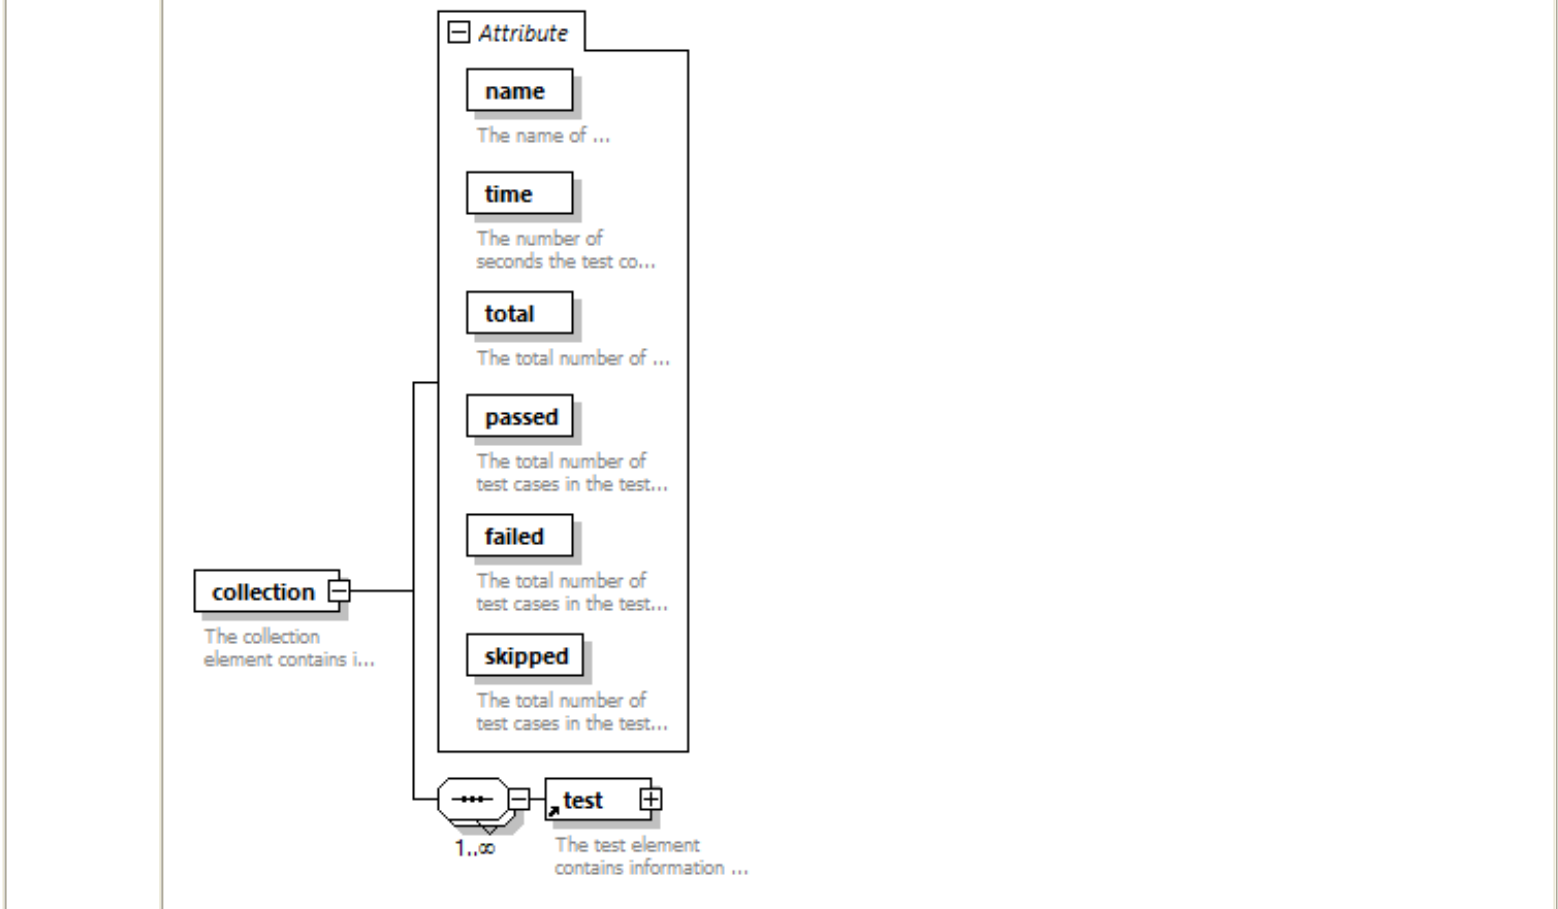 Attribute
name
The name of ...
time
The number of
seconds the test co...
total
The total number of ...
passed
The total number of
test cases in the test...
failed
The total number of
test cases in the test...
collection
The collection
element contains i...
skipped
The total number of
test cases in the test...
test
1..∞
The test element
contains information ...